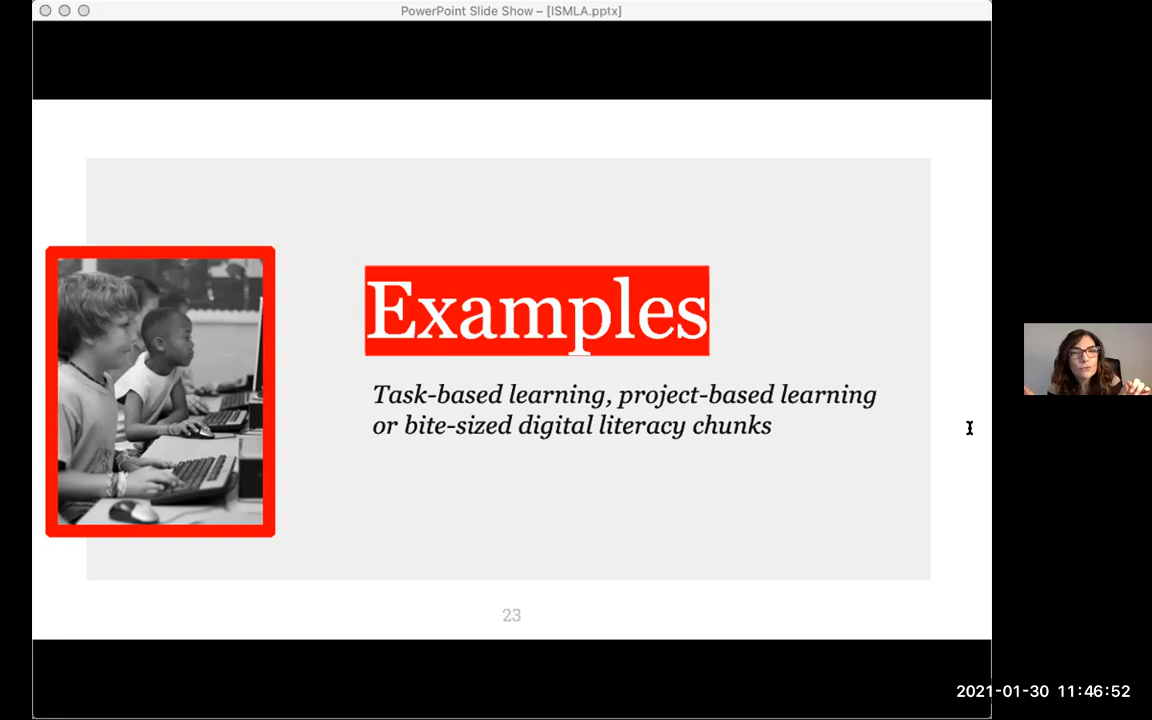 PowerPoint Slide Show – [ISMLA.pptx]
Examples
Task-based learning, project-based learning
or bite-sized digital literacy chunks
23
2021-01-30 11:46:52